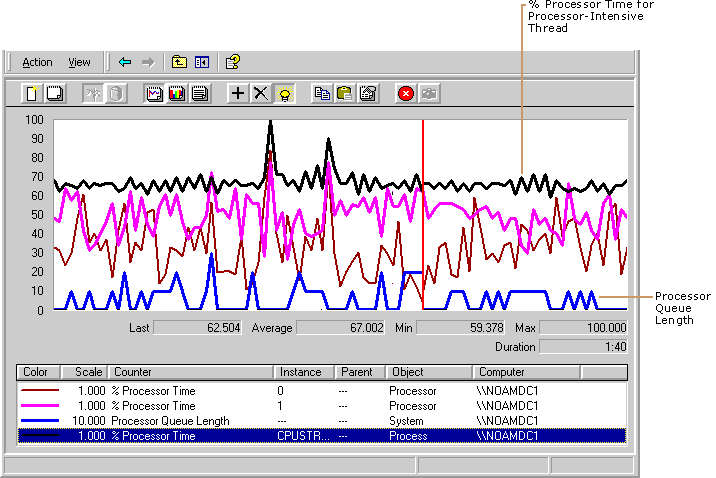 % Processor Time for
Processor-Intensive
Thread
Action View
100
90
80
70
60
50
40
30
20
10
0
Processor
Queue
Length
Last 62.504 Average 67.002 Min 59.378 Max 100.000
Duration 1:40
Color Scale Counter Instance Parent Object Computer
1.000 % Processor Time 0 --- Processor \\NOAMDC1
1.000 % Processor Time 1 --- Processor \\NOAMDC1
10.000 Processor Queue Length --- --- System \\NOAMDC1
1.000 % Processor Time CPUSTR... --- Process \\NOAMDC1